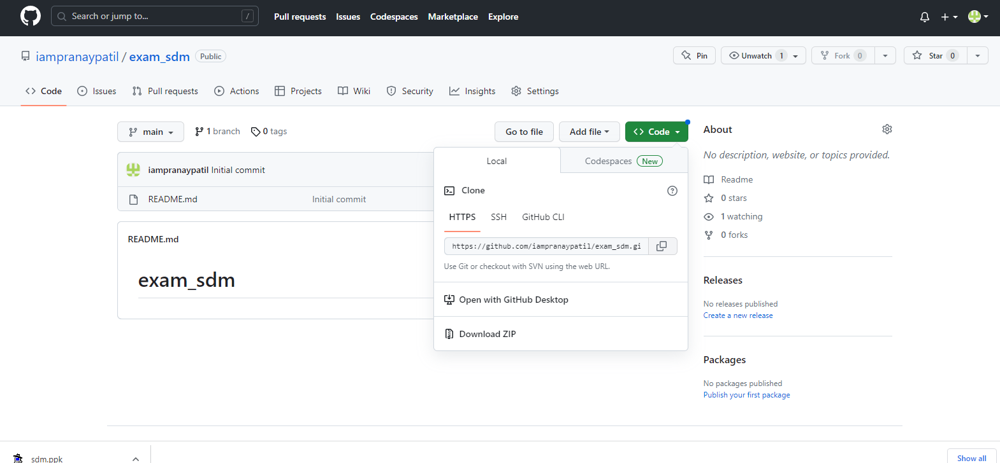 Search or jump to... /
Pull requests Issues Codespaces Marketplace Explore
iampranaypatil / exam_sdm Public
Pin Unwatch 1 Fork 0 Star 0
Code Issues Pull requests Actions Projects Wiki Security Insights Settings
main 1 branch 0 tags
Go to file Add file Code
iampranaypatil Initial commit
README.md Initial commit
README.md
exam_sdm
Local Codespaces New
Clone
HTTPS SSH GitHub CLI
https://github.com/iampranaypatil/exam_sdm.gi
Use Git or checkout with SVN using the web URL.
Open with GitHub Desktop
Download ZIP
About
No description, website, or topics provided.
Readme
0 stars
1 watching
0 forks
Releases
No releases published
Create a new release
Packages
No packages published
Publish your first package
sdm.ppk
Show all